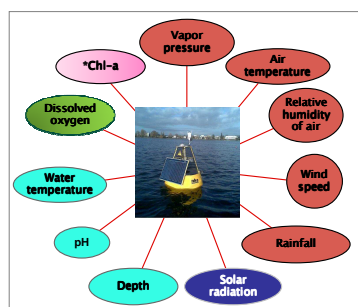 Vapor
pressure
*Chl-a
Air
temperature
Dissolved
oxygen
Relative
humidity
of air
Water
temperature
Wind
speed
pH
Rainfall
Depth
Solar
radiation